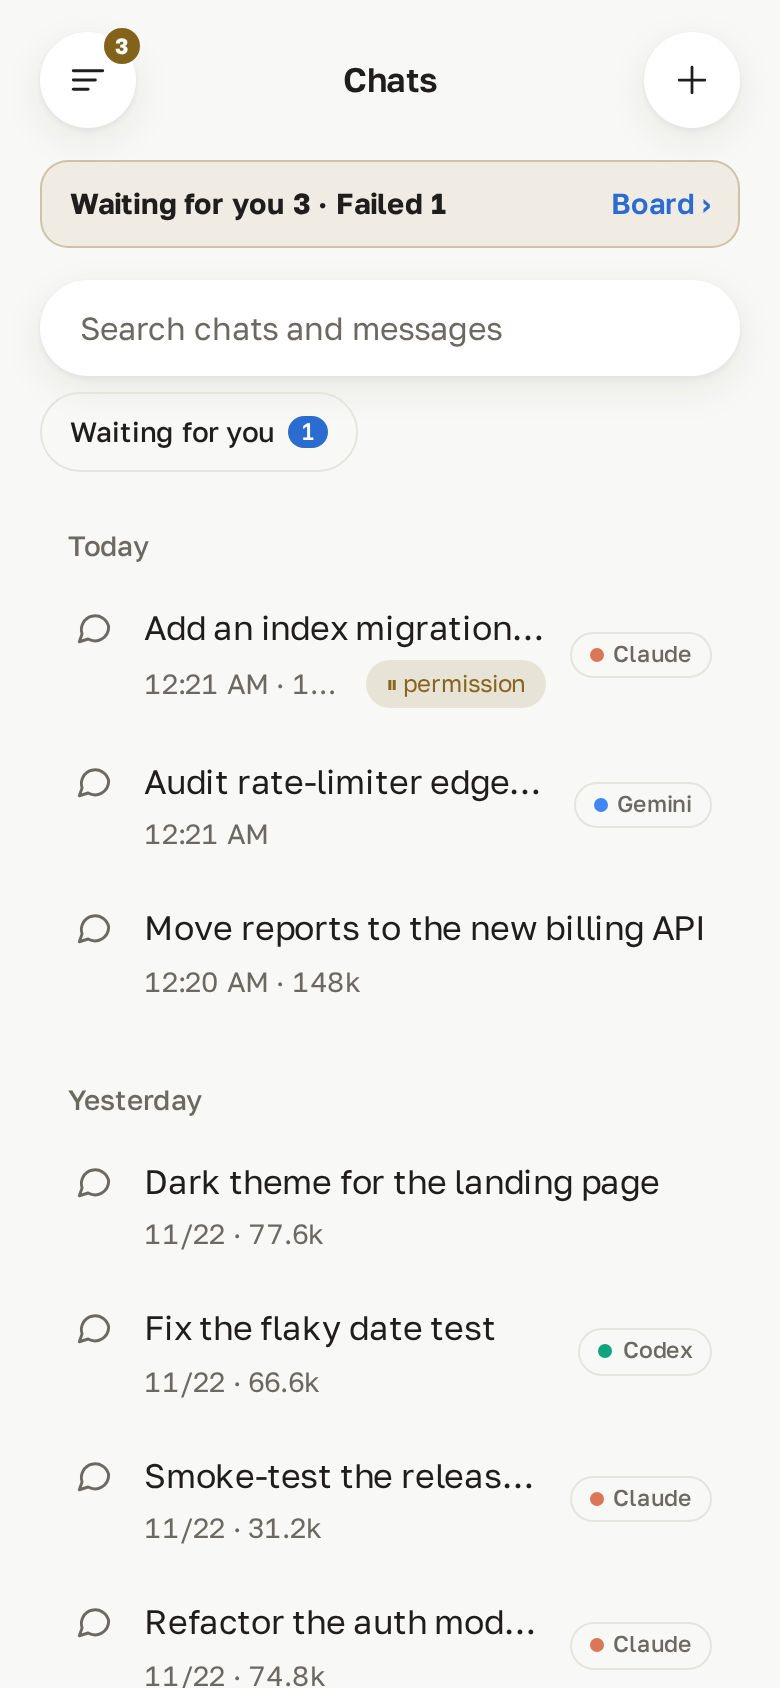 3
Chats
Waiting for you 3 · Failed 1
Board ›
Search chats and messages
Waiting for you 1
Today
Add an index migration...
Claude
12:21 AM · 1...
permission
Audit rate-limiter edge...
Gemini
12:21 AM
Move reports to the new billing API
12:20 AM · 148k
Yesterday
Dark theme for the landing page
11/22 · 77.6k
Fix the flaky date test
Codex
11/22 · 66.6k
Smoke-test the releas...
Claude
11/22 · 31.2k
Refactor the auth mod...
Claude
11/22 · 74.8k